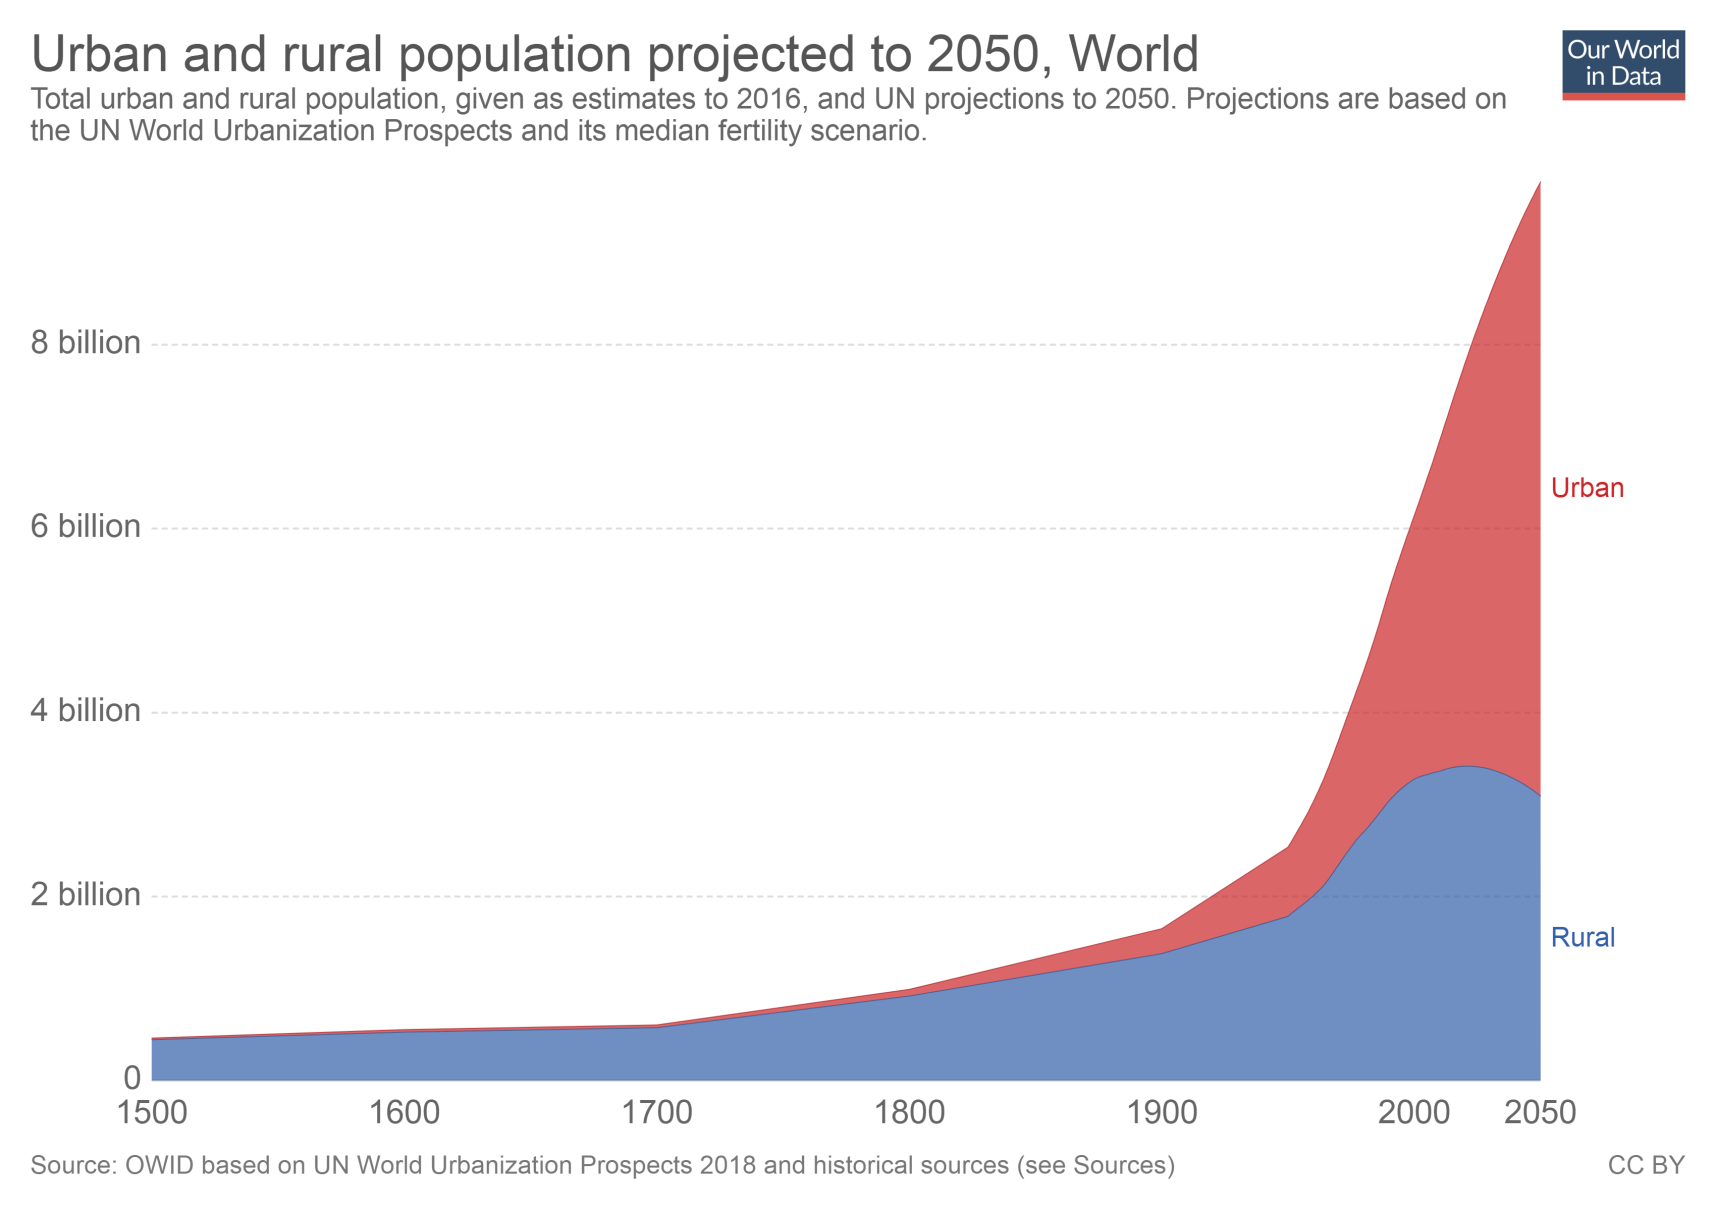 Urban and rural population projected to 2050, World
Our World
in Data
Total urban and rural population, given as estimates to 2016, and UN projections to 2050. Projections are based on
the UN World Urbanization Prospects and its median fertility scenario.
8 billion
6 billion
4 billion
2 billion
0
Urban
Rural
1500 1600 1700 1800 1900 2000 2050
Source: OWID based on UN World Urbanization Prospects 2018 and historical sources (see Sources)
CC BY